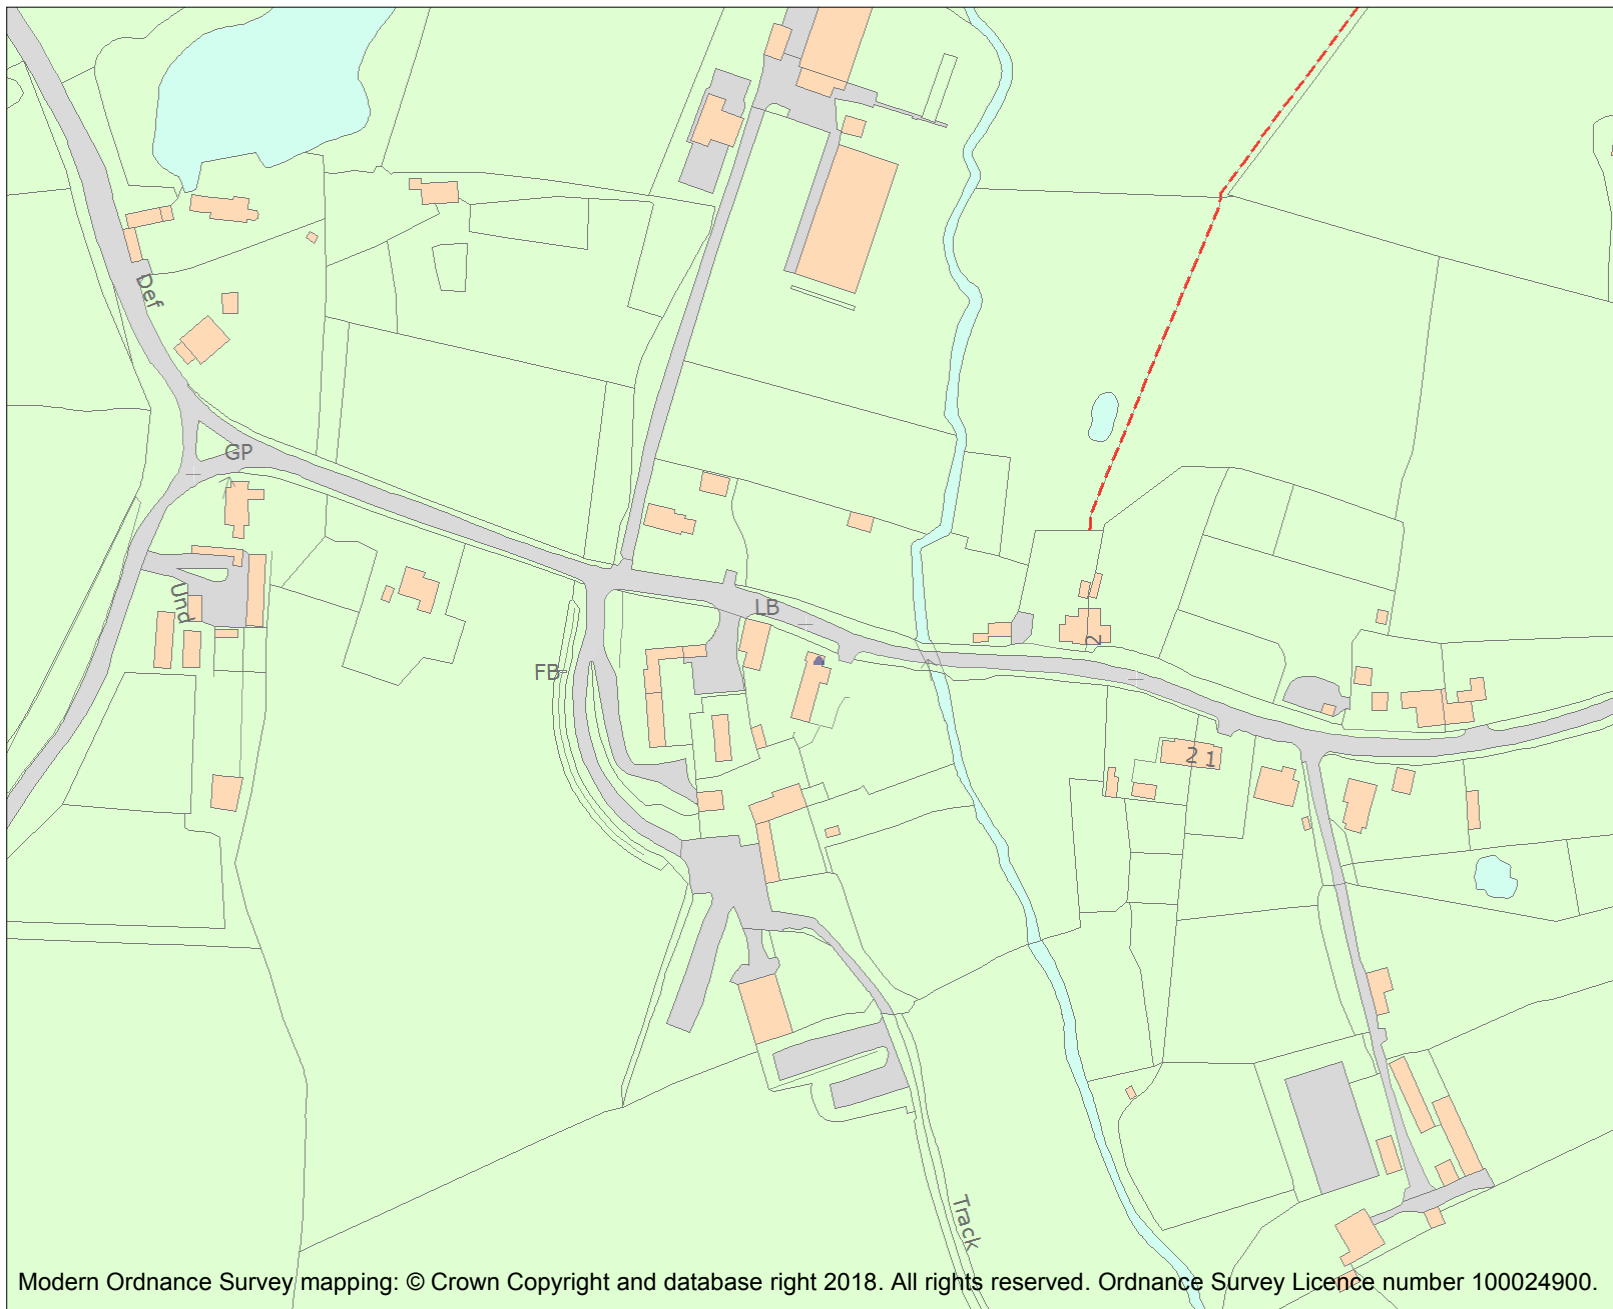 Def
GP
Und
LB
FB
2
2 1
Track
Modern Ordnance Survey mapping: © Crown Copyright and database right 2018. All rights reserved. Ordnance Survey Licence number 100024900.